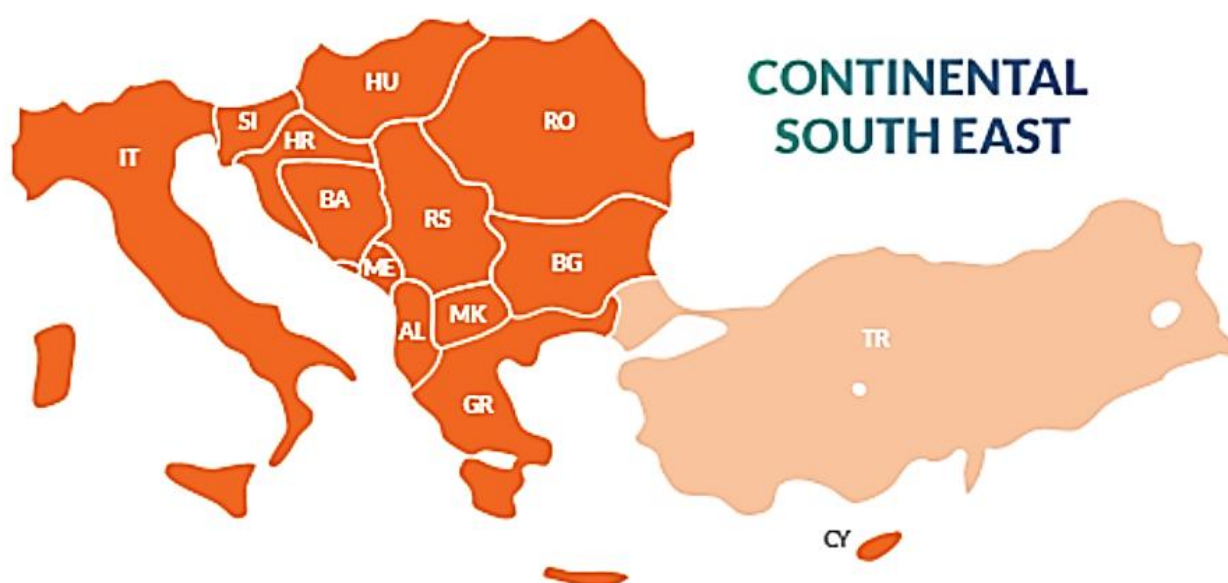 CONTINENTAL
SOUTH EAST
HU
SI
HR
RO
IT
BA
RS
BG
ME
AL
MK
TR
GR
CY